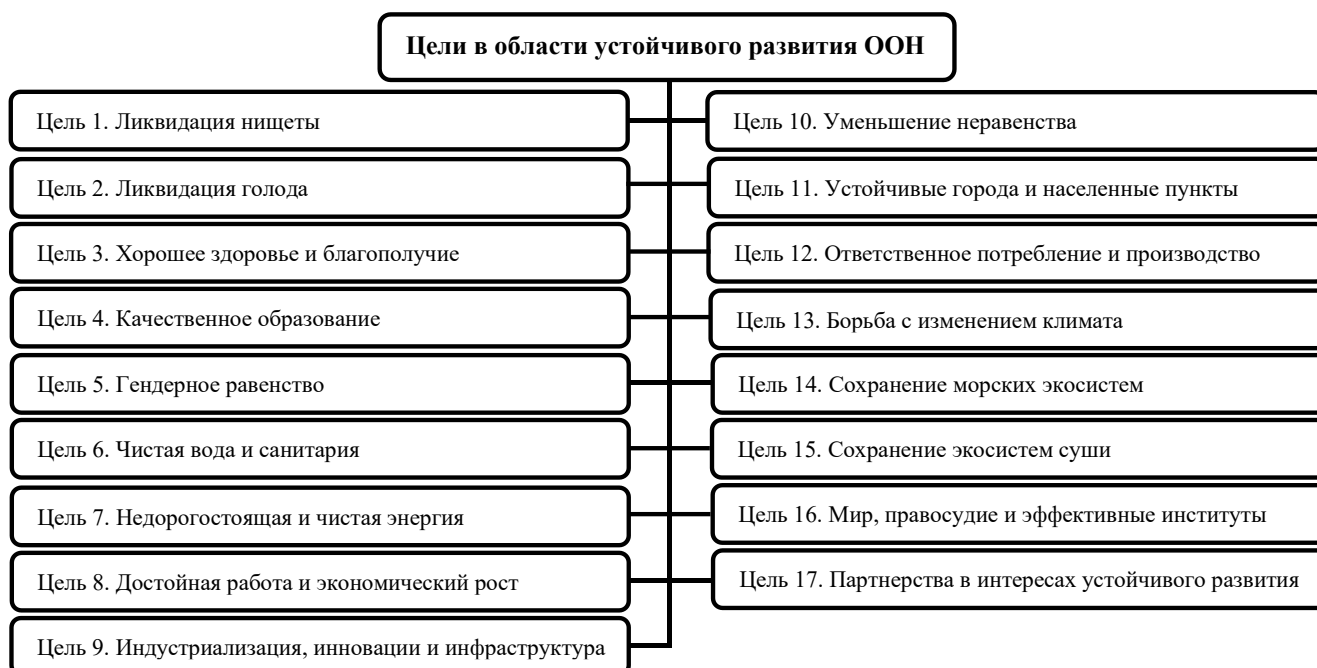 Цели в области устойчивого развития ООН
Цель 1. Ликвидация нищеты
Цель 2. Ликвидация голода
Цель 3. Хорошее здоровье и благополучие
Цель 4. Качественное образование
Цель 5. Гендерное равенство
Цель 6. Чистая вода и санитария
Цель 7. Недорогостоящая и чистая энергия
Цель 8. Достойная работа и экономический рост
Цель 9. Индустриализация, инновации и инфраструктура
Цель 10. Уменьшение неравенства
Цель 11. Устойчивые города и населенные пункты
Цель 12. Ответственное потребление и производство
Цель 13. Борьба с изменением климата
Цель 14. Сохранение морских экосистем
Цель 15. Сохранение экосистем суши
Цель 16. Мир, правосудие и эффективные институты
Цель 17. Партнерства в интересах устойчивого развития